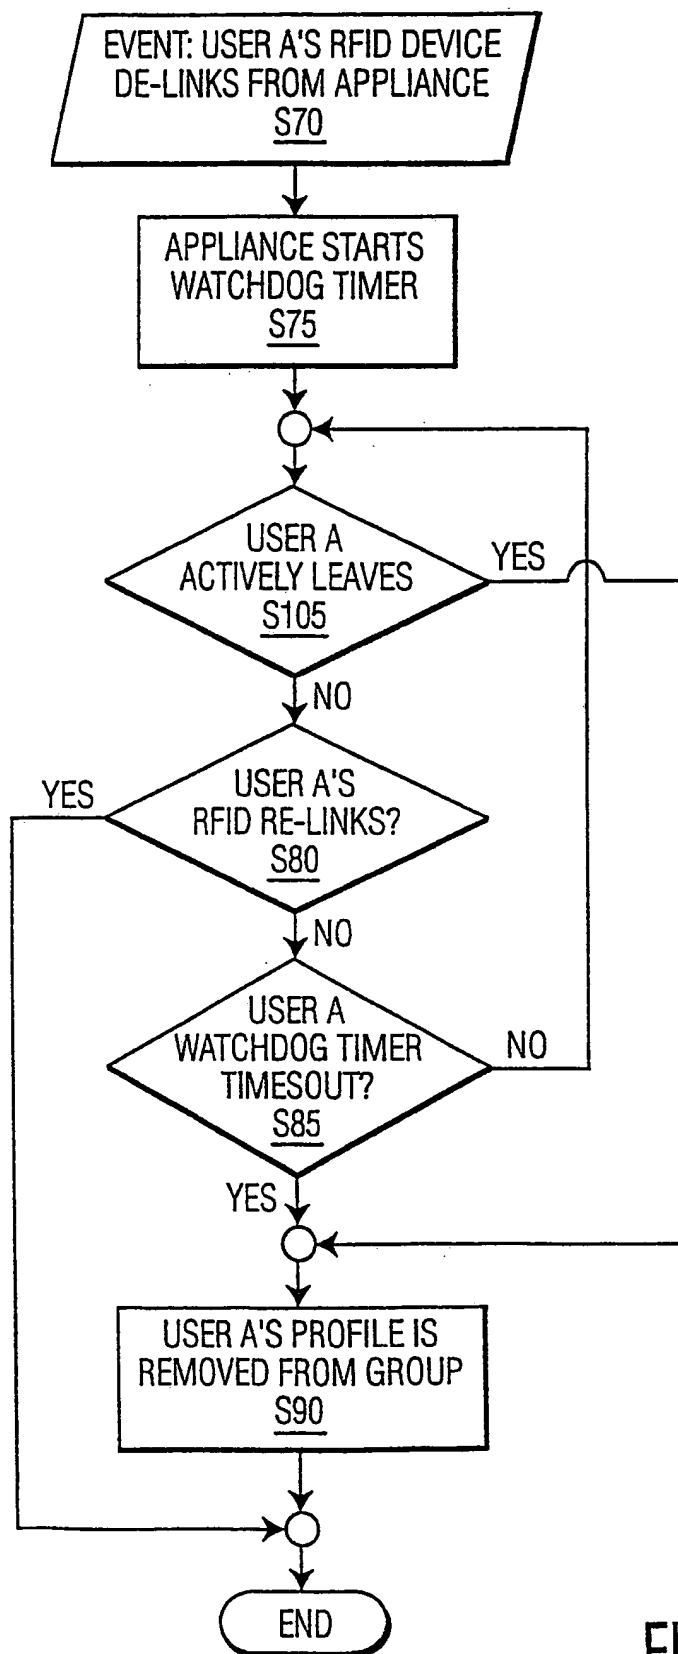 EVENT: USER A'S RFID DEVICE
DE-LINKS FROM APPLIANCE
S70
APPLIANCE STARTS
WATCHDOG TIMER
S75
USER A
ACTIVELY LEAVES
S105
YES
NO
USER A'S
RFID RE-LINKS?
S80
YES
NO
USER A
WATCHDOG TIMER
TIMESOUT?
S85
NO
YES
USER A'S PROFILE IS
REMOVED FROM GROUP
S90
END